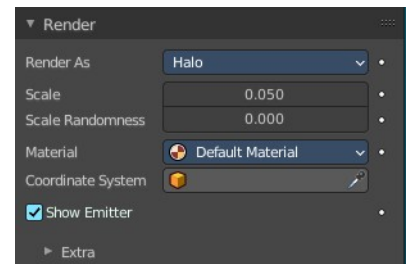 Render
Render As Halo
Scale 0.050
Scale Randomness 0.000
Material Default Material
Coordinate System
Show Emitter
Extra